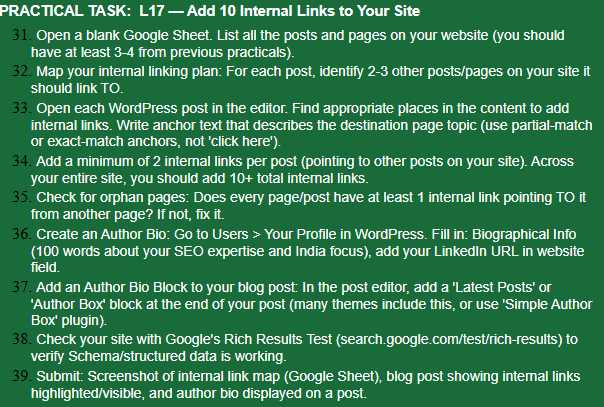 PRACTICAL TASK:  L17 — Add 10 Internal Links to Your Site
31. Open a blank Google Sheet. List all the posts and pages on your website (you should
have at least 3-4 from previous practicals).
32. Map your internal linking plan: For each post, identify 2-3 other posts/pages on your site it
should link TO.
33. Open each WordPress post in the editor. Find appropriate places in the content to add
internal links. Write anchor text that describes the destination page topic (use partial-match
or exact-match anchors, not 'click here').
34. Add a minimum of 2 internal links per post (pointing to other posts on your site). Across
your entire site, you should add 10+ total internal links.
35. Check for orphan pages: Does every page/post have at least 1 internal link pointing TO it
from another page? If not, fix it.
36. Create an Author Bio: Go to Users > Your Profile in WordPress. Fill in: Biographical Info
(100 words about your SEO expertise and India focus), add your LinkedIn URL in website
field.
37. Add an Author Bio Block to your blog post: In the post editor, add a 'Latest Posts' or
'Author Box' block at the end of your post (many themes include this, or use 'Simple Author
Box' plugin).
38. Check your site with Google's Rich Results Test (search.google.com/test/rich-results) to
verify Schema/structured data is working.
39. Submit: Screenshot of internal link map (Google Sheet), blog post showing internal links
highlighted/visible, and author bio displayed on a post.